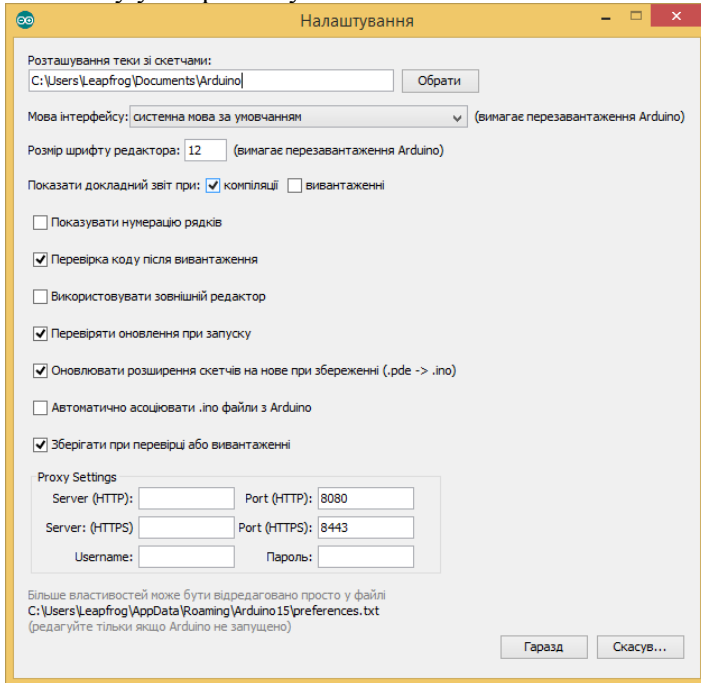 Налаштування
Розташування теки зі скетчами:
C:\Users\Leapfrog\Documents\Arduino Обрати
Мова інтерфейсу: системна мова за умовчанням (вимагає перезавантаження Arduino)
Розмір шрифту редактора: 12 (вимагає перезавантаження Arduino)
Показати докладний звіт при: компіляції вивантаженні
Показувати нумерацію рядків
Перевірка коду після вивантаження
Використовувати зовнішній редактор
Перевіряти оновлення при запуску
Оновлювати розширення скетчів на нове при збереженні (.pde -> .ino)
Автоматично асоціювати .ino файли з Arduino
Зберігати при перевірці або вивантаженні
Proxy Settings
Server (HTTP): Port (HTTP): 8080
Server: (HTTPS) Port (HTTPS): 8443
Username: Пароль:
Більше властивостей може бути відредаговано просто у файлі
C:\Users\Leapfrog\AppData\Roaming\Arduino15\preferences.txt
(редагуйте тільки якщо Arduino не запущено)
Гаразд Скасув...